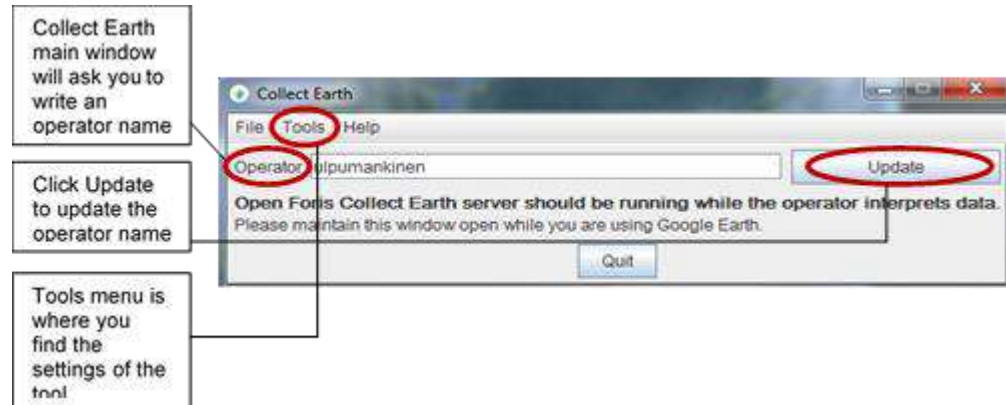 Collect Earth
main window
will ask you to
write an
operator name
Click Update
to update the
operator name
Tools menu is
where you
find the
settings of the
tool
Collect Earth
File Tools Help
Operator ulpumankinen Update
Open Foris Collect Earth server should be running while the operator interprets data.
Please maintain this window open while you are using Google Earth.
Quit